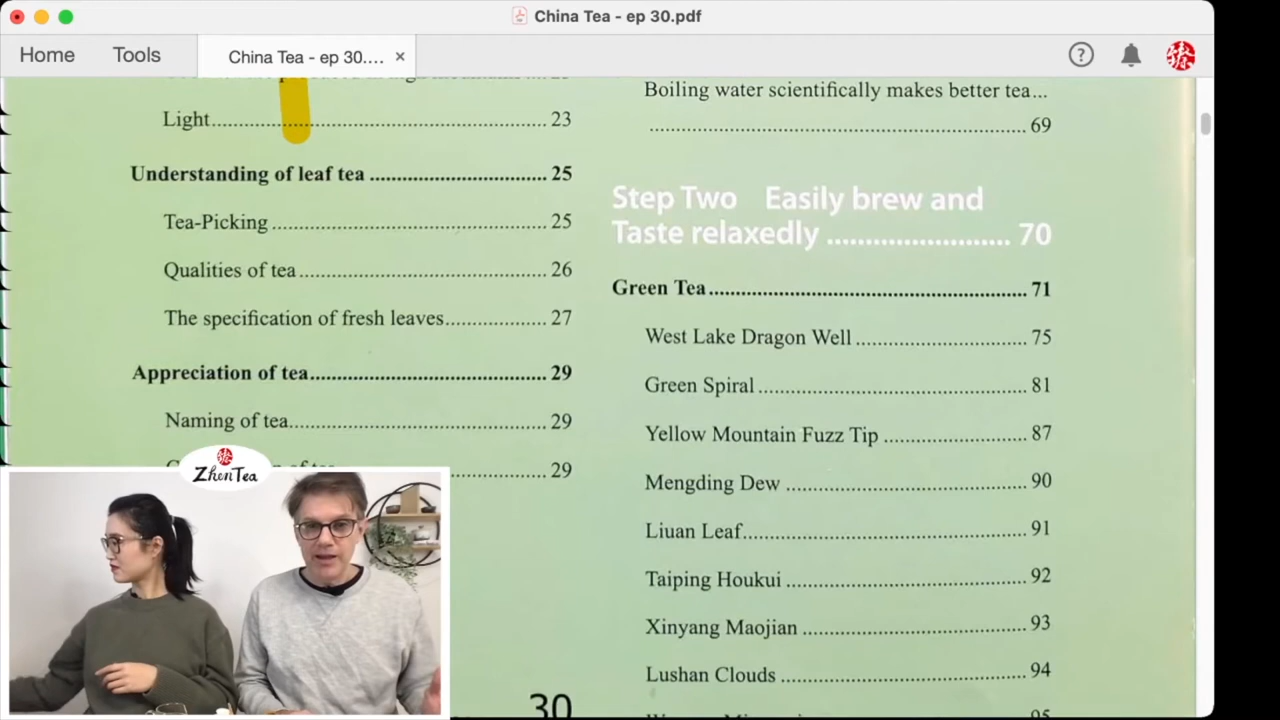 China Tea - ep 30.pdf
Home
Tools
China Tea - ep 30.... ×
Light 23
Understanding of leaf tea 25
Tea-Picking 25
Qualities of tea 26
The specification of fresh leaves 27
Appreciation of tea 29
Naming of tea 29
29
30
Boiling water scientifically makes better tea...
69
Step Two Easily brew and
Taste relaxedly 70
Green Tea 71
West Lake Dragon Well 75
Green Spiral 81
Yellow Mountain Fuzz Tip 87
Mengding Dew 90
Liuan Leaf 91
Taiping Houkui 92
Xinyang Maojian 93
Lushan Clouds 94
ZhenTea